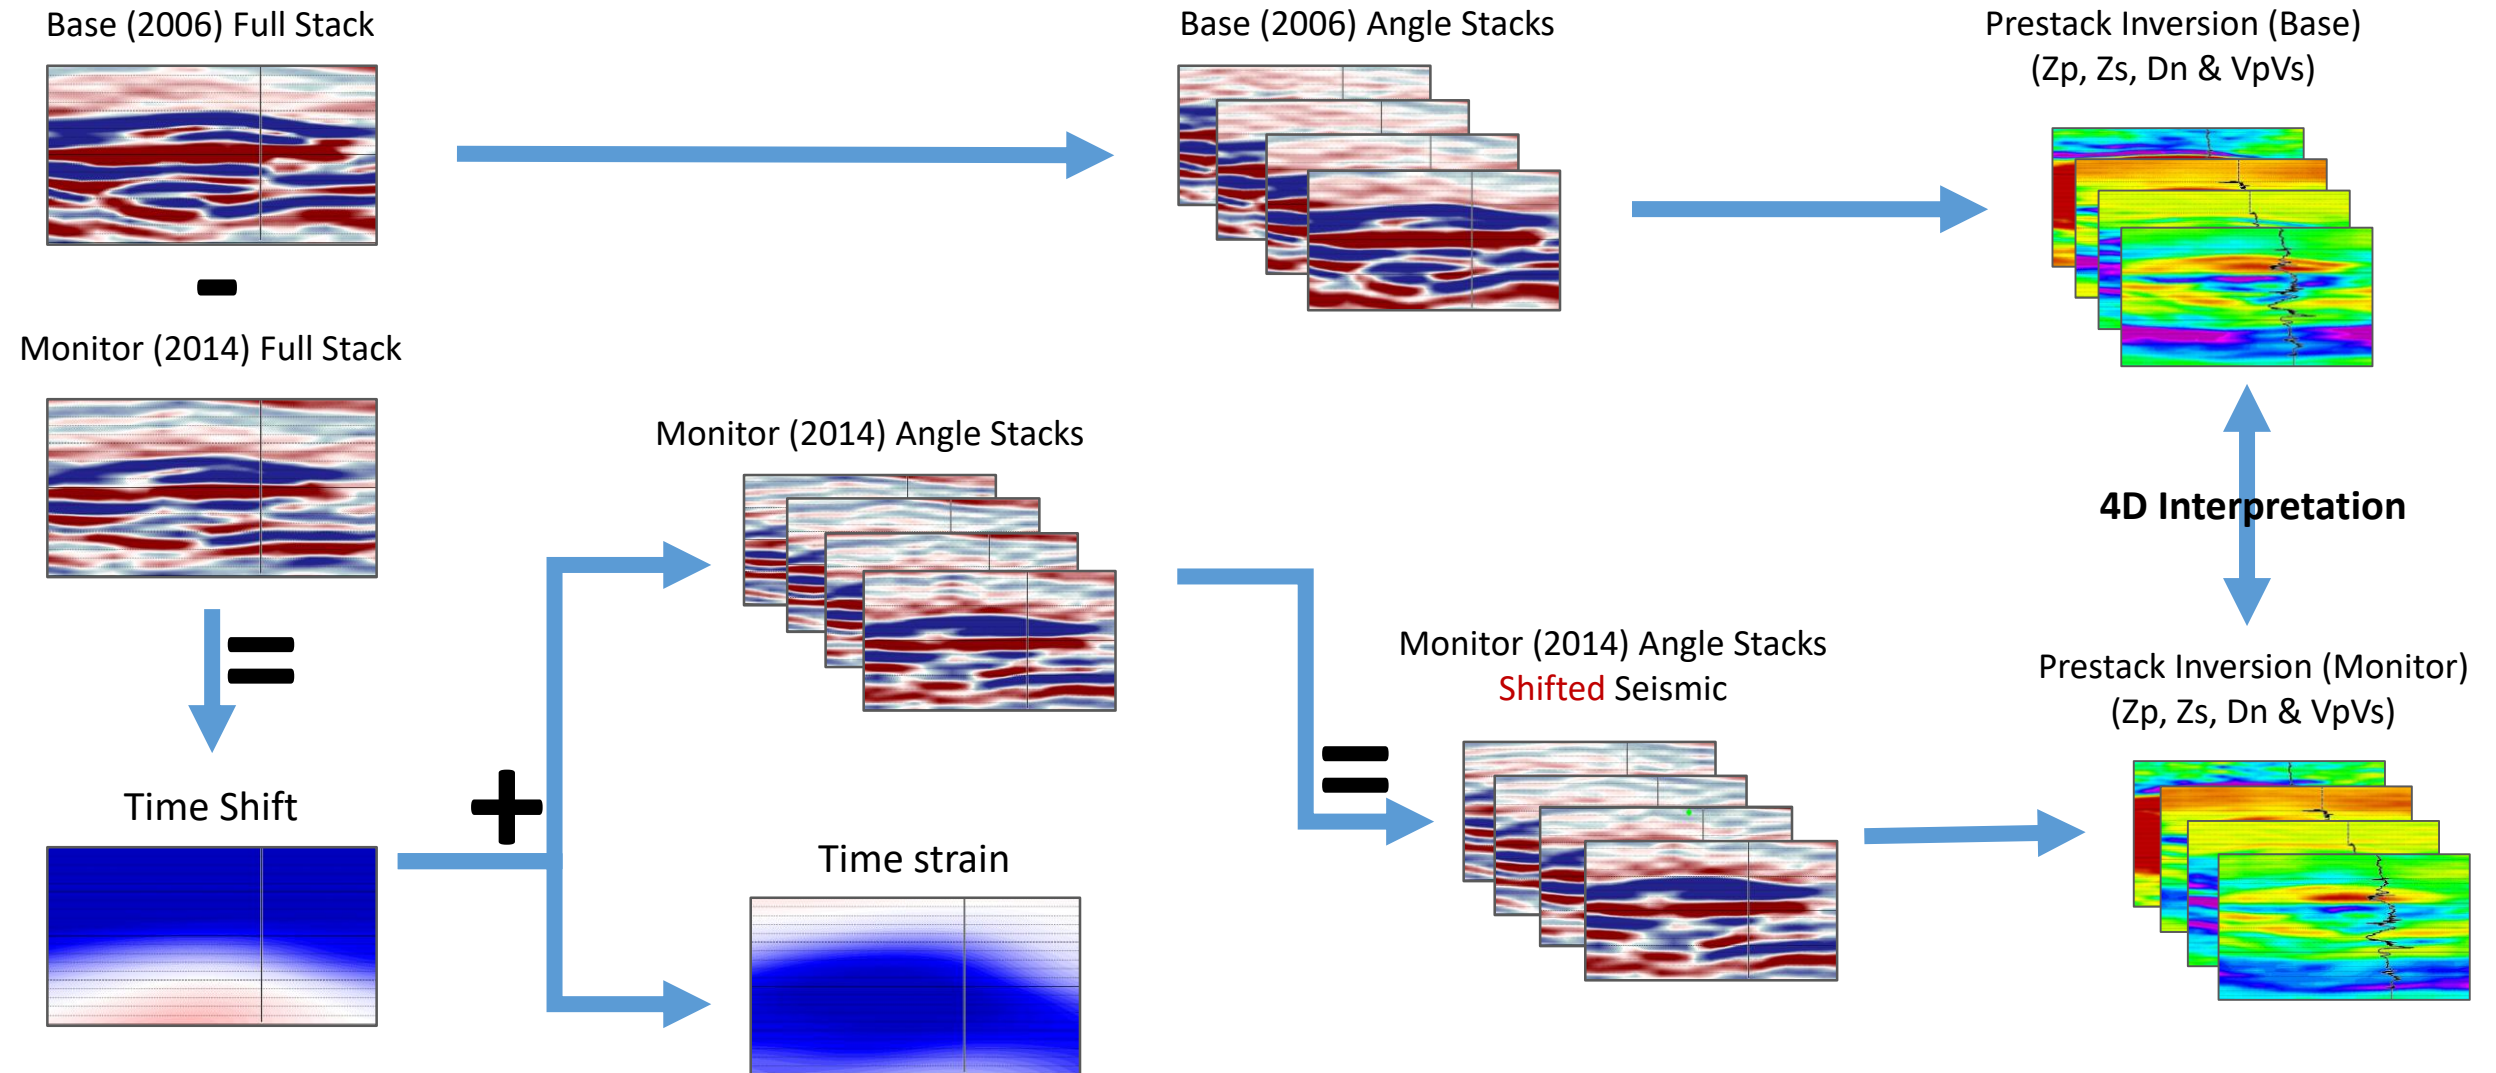 Base (2006) Full Stack
Base (2006) Angle Stacks
Prestack Inversion (Base)
(Zp, Zs, Dn & VpVs)
-
Monitor (2014) Full Stack
Monitor (2014) Angle Stacks
4D Interpretation
=
Monitor (2014) Angle Stacks
Shifted Seismic
Prestack Inversion (Monitor)
(Zp, Zs, Dn & VpVs)
=
Time Shift
+
Time strain